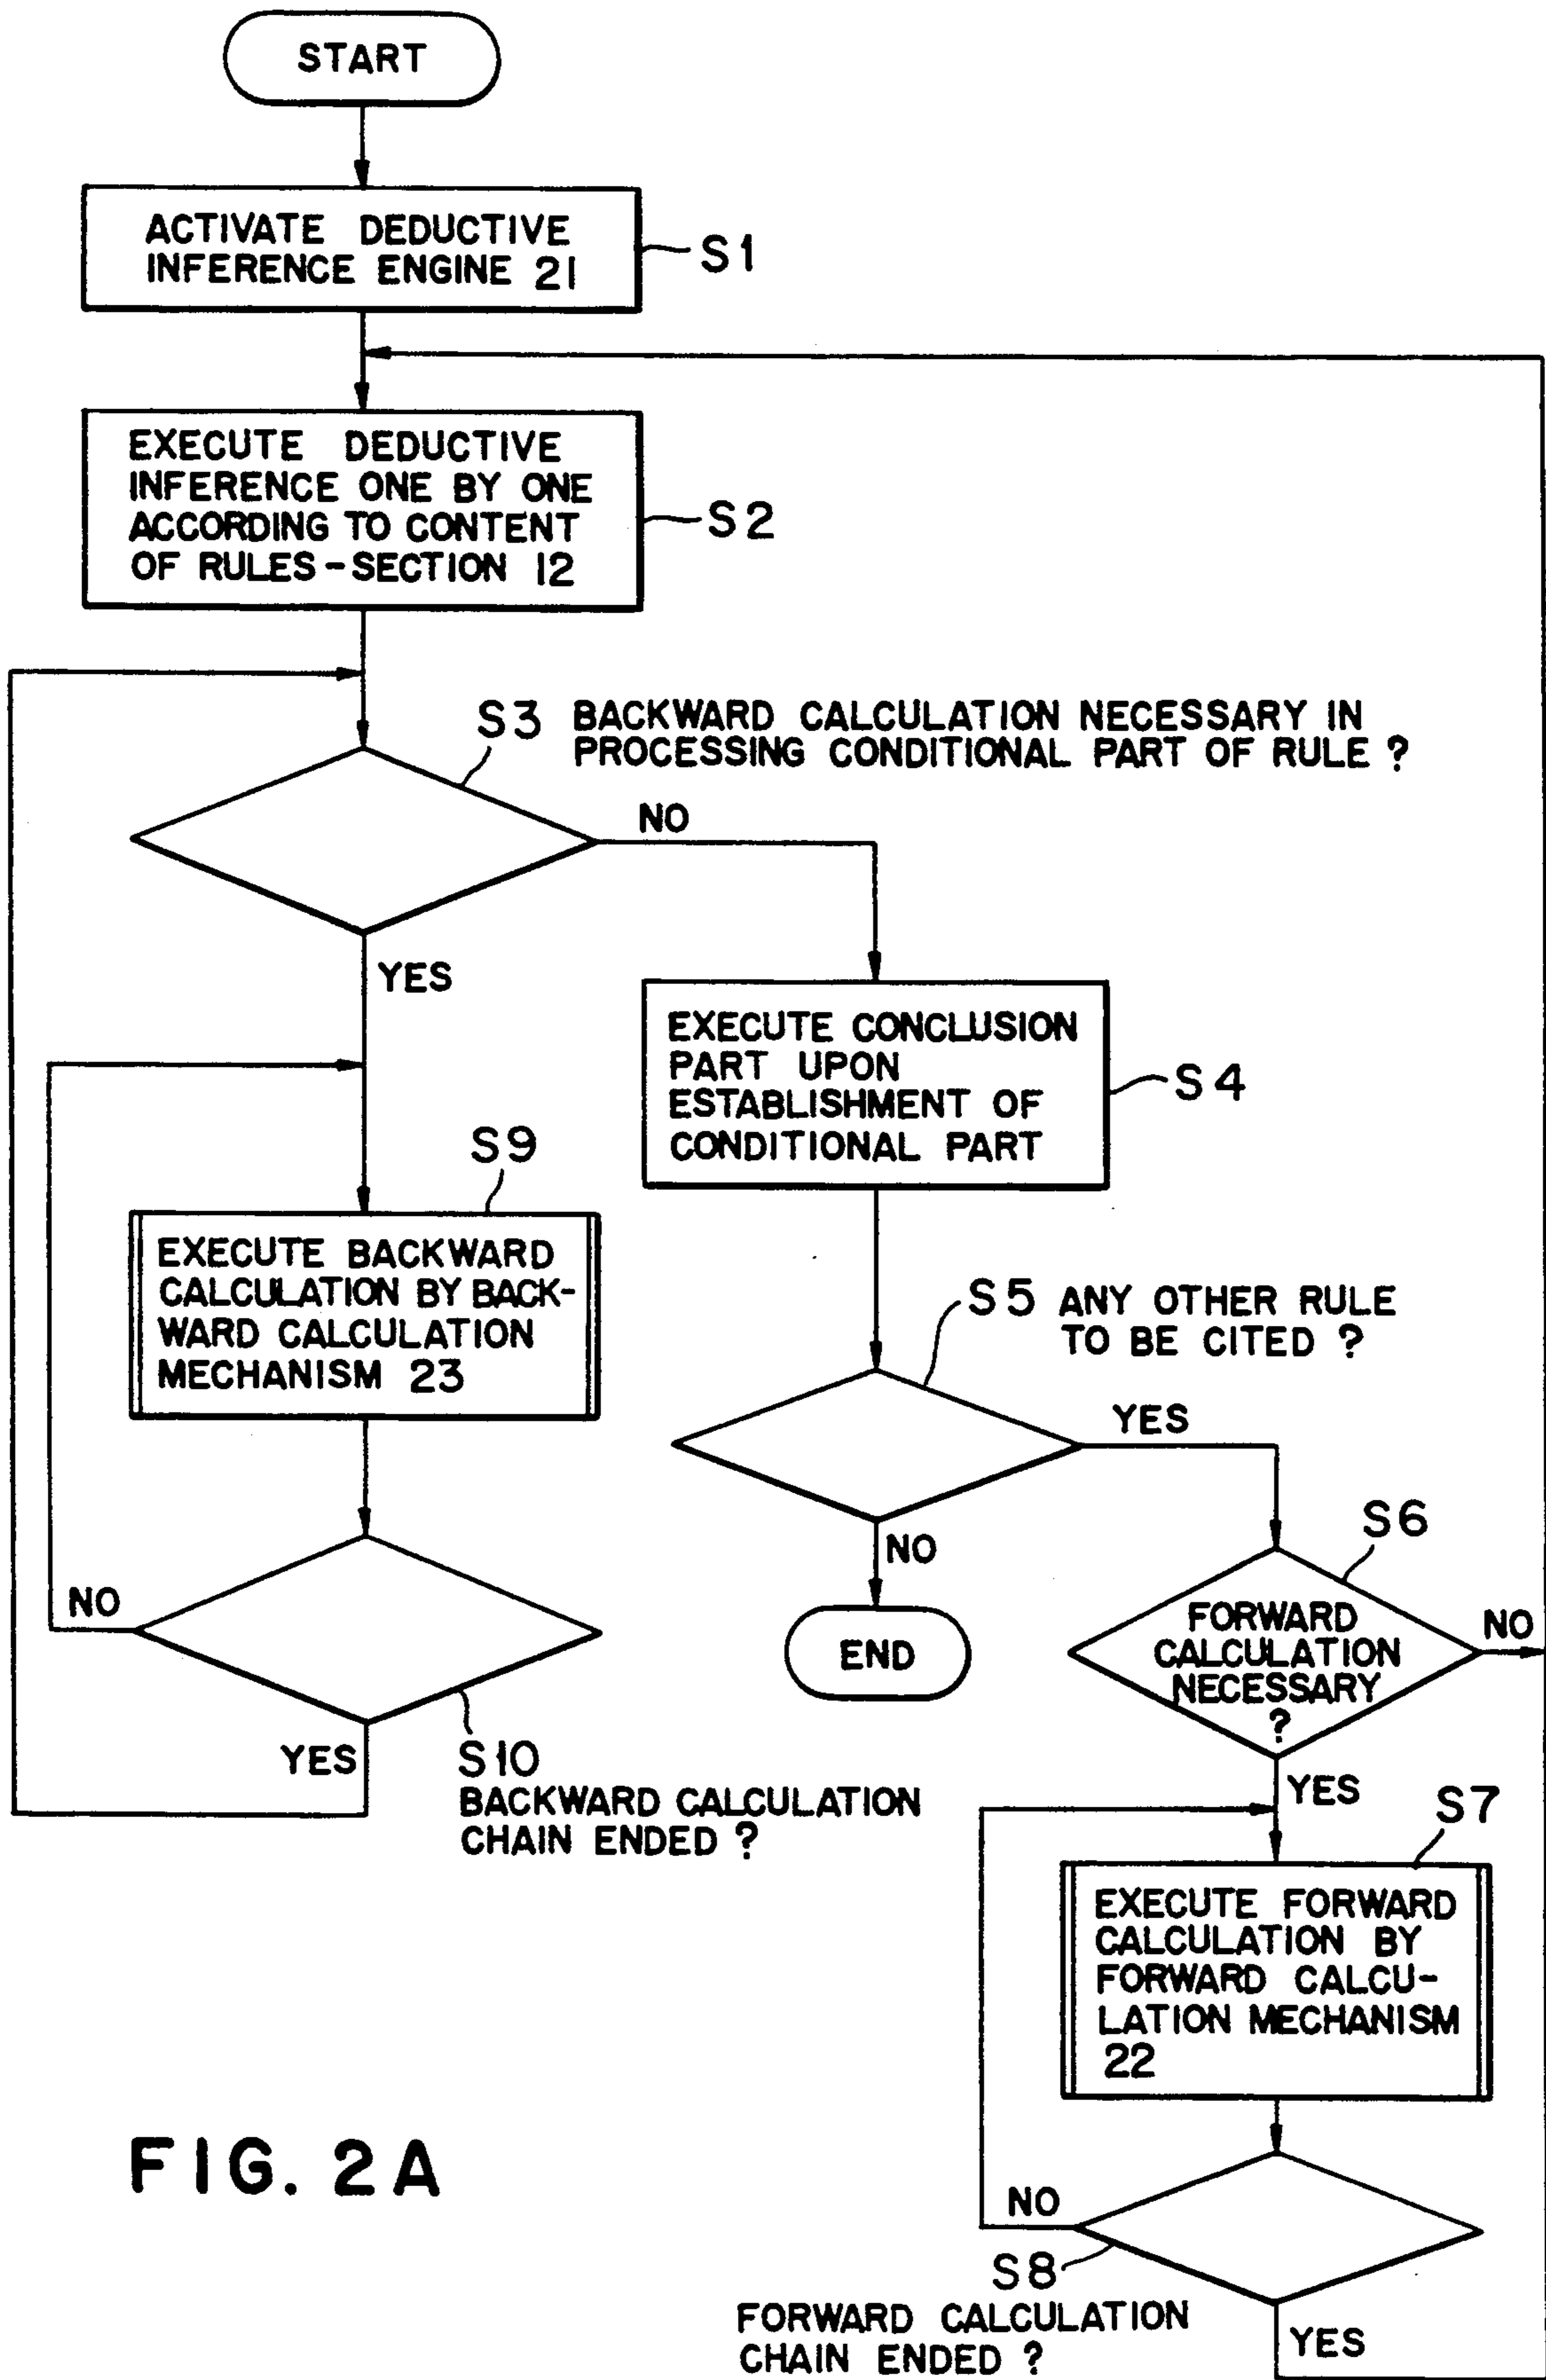 START
ACTIVATE DEDUCTIVE
INFERENCE ENGINE 21
S1
EXECUTE DEDUCTIVE
INFERENCE ONE BY ONE
ACCORDING TO CONTENT
OF RULES-SECTION 12
S2
S3 BACKWARD CALCULATION NECESSARY IN
PROCESSING CONDITIONAL PART OF RULE ?
NO
YES
EXECUTE CONCLUSION
PART UPON
ESTABLISHMENT OF
CONDITIONAL PART
S4
S9
EXECUTE BACKWARD
CALCULATION BY BACK-
WARD CALCULATION
MECHANISM 23
S5 ANY OTHER RULE
TO BE CITED ?
YES
NO
END
S6
FORWARD
CALCULATION
NECESSARY
?
NO
YES
NO
YES
S10
BACKWARD CALCULATION
CHAIN ENDED ?
S7
EXECUTE FORWARD
CALCULATION BY
FORWARD CALCU-
LATION MECHANISM
22
NO
S8
FORWARD CALCULATION
CHAIN ENDED ?
YES
FIG. 2A